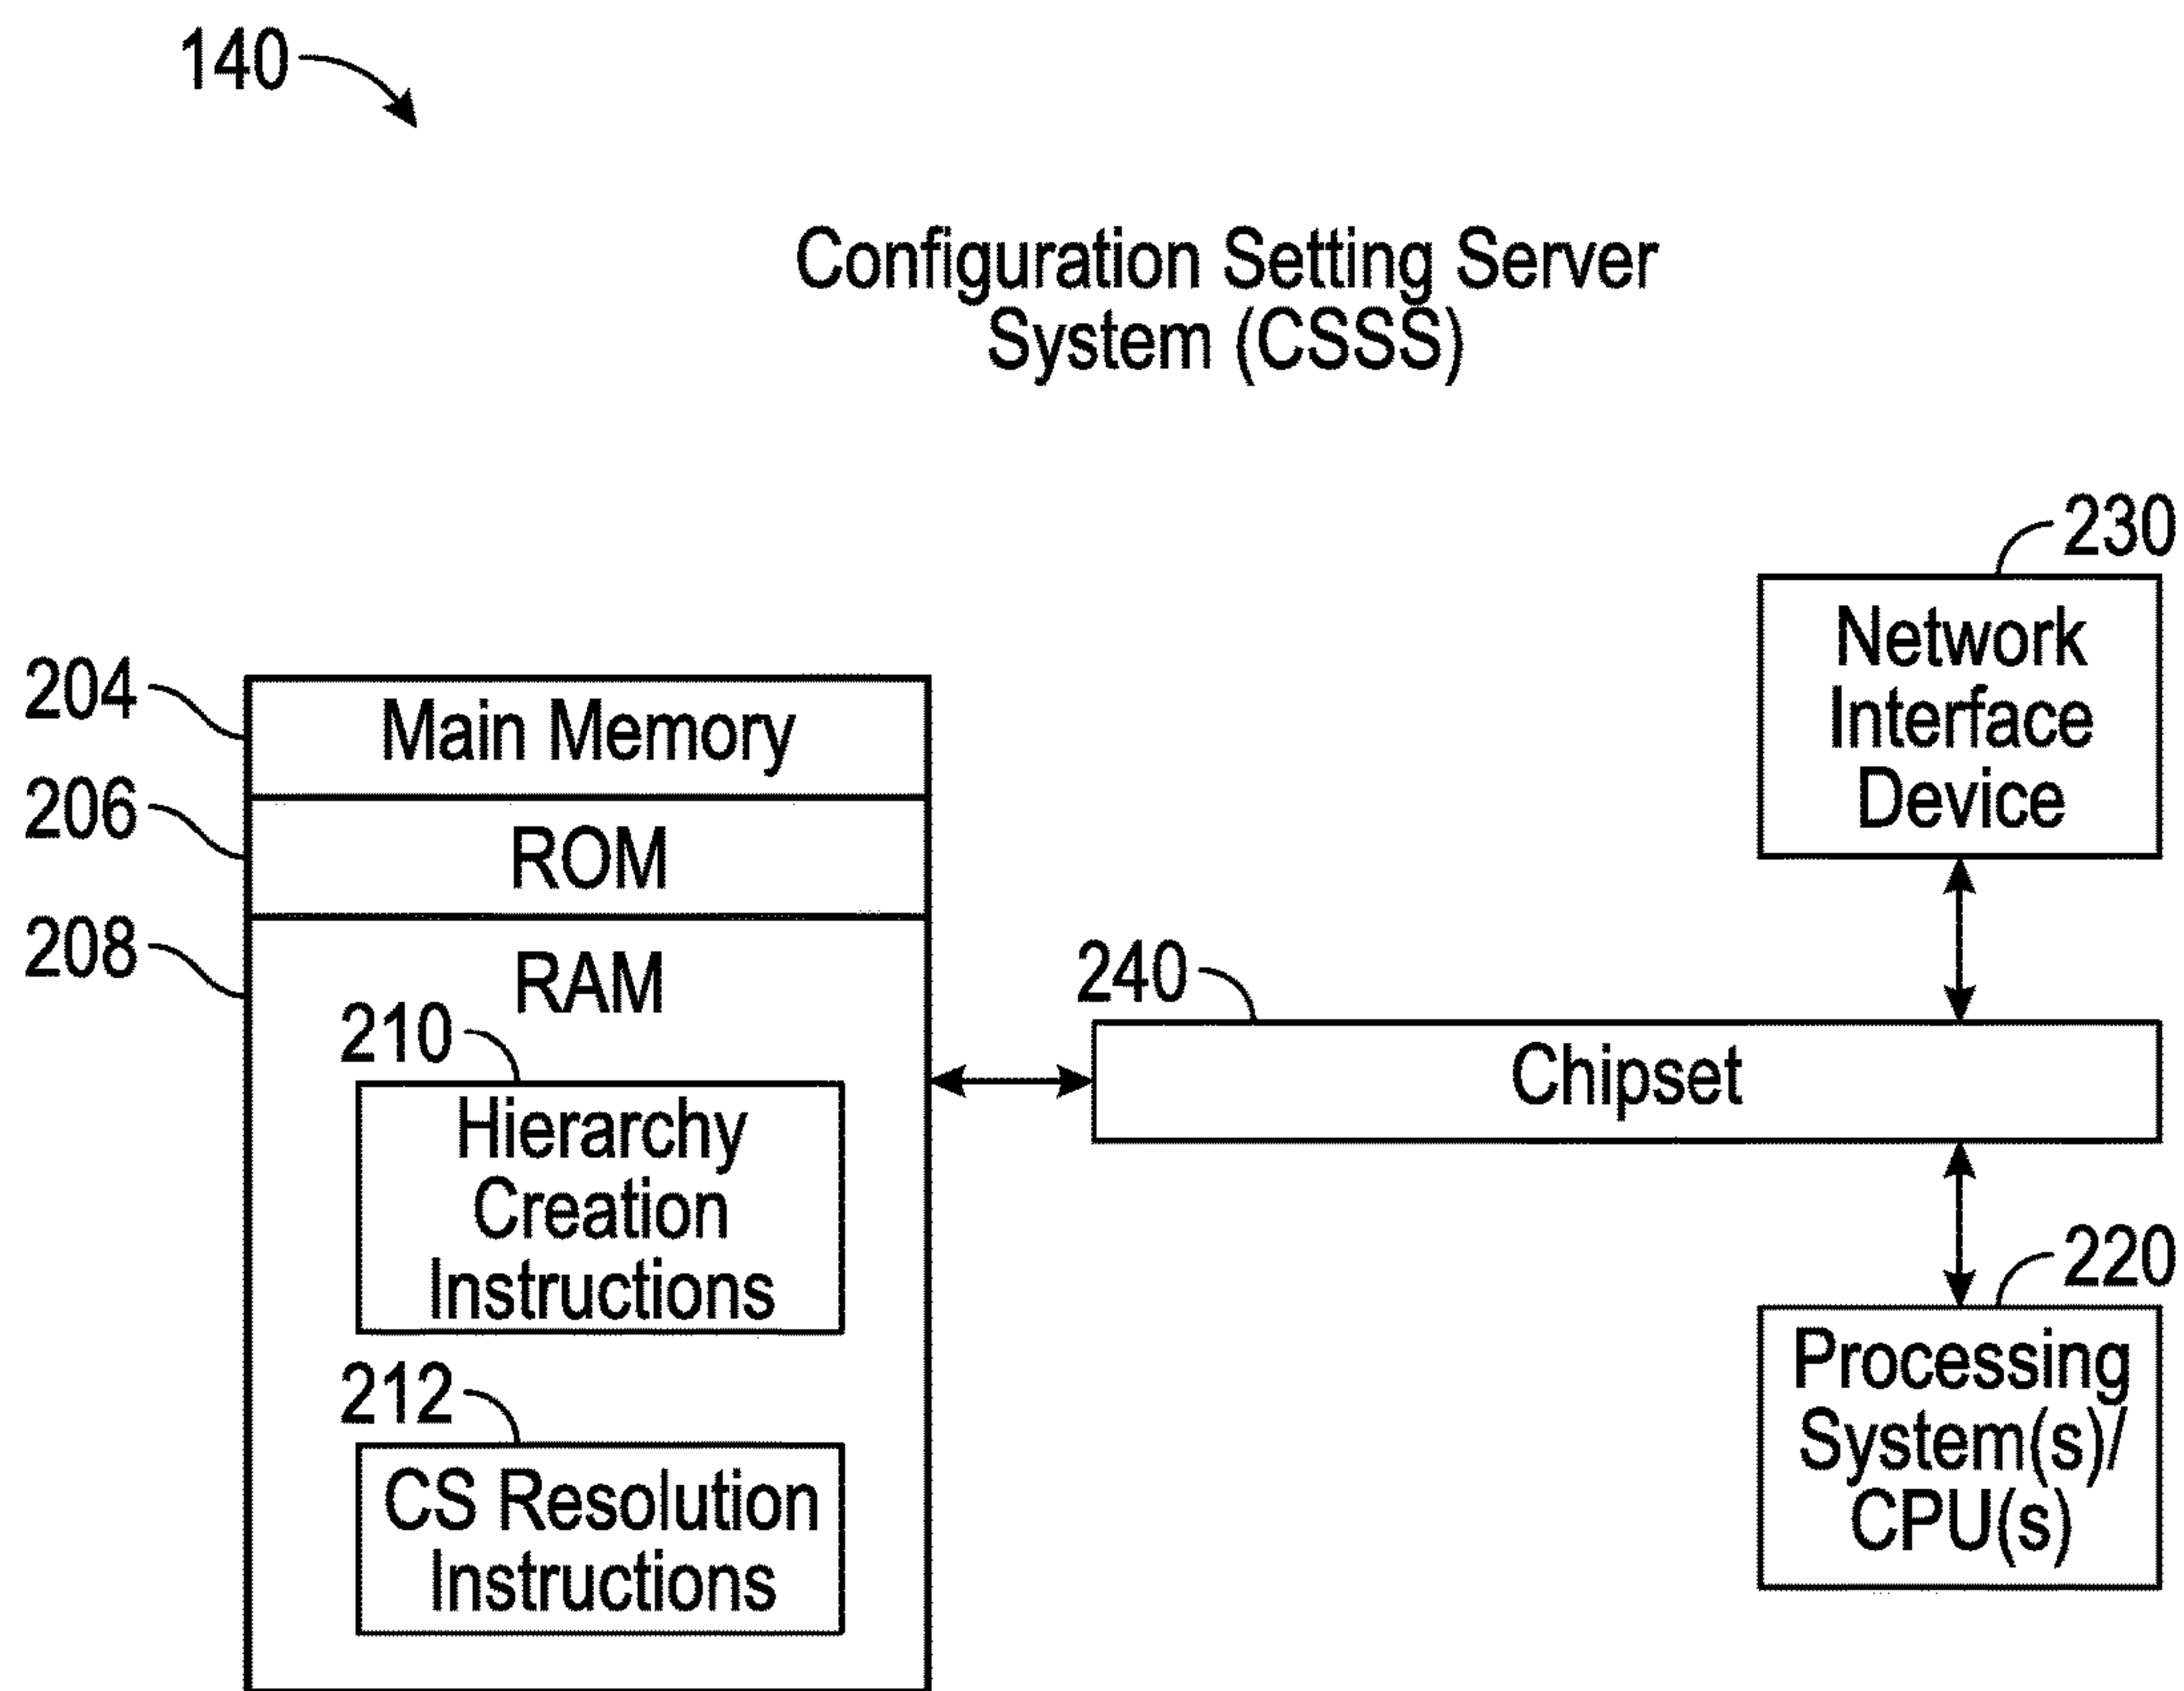 140
Configuration Setting Server
System (CSSS)
230
Network
Interface
Device
204
Main Memory
206
ROM
208
RAM
210
Hierarchy
Creation
Instructions
212
CS Resolution
Instructions
240
Chipset
220
Processing
System(s)/
CPU(s)